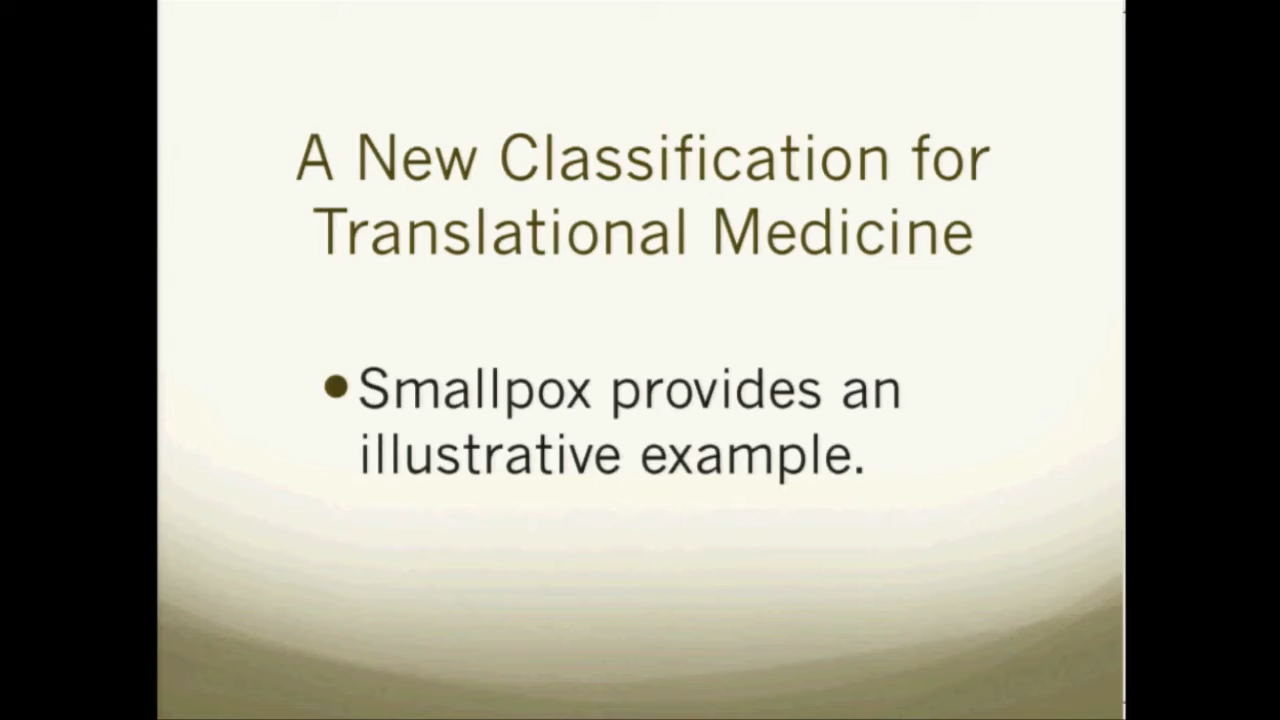 A New Classification for
Translational Medicine
•Smallpox provides an
illustrative example.